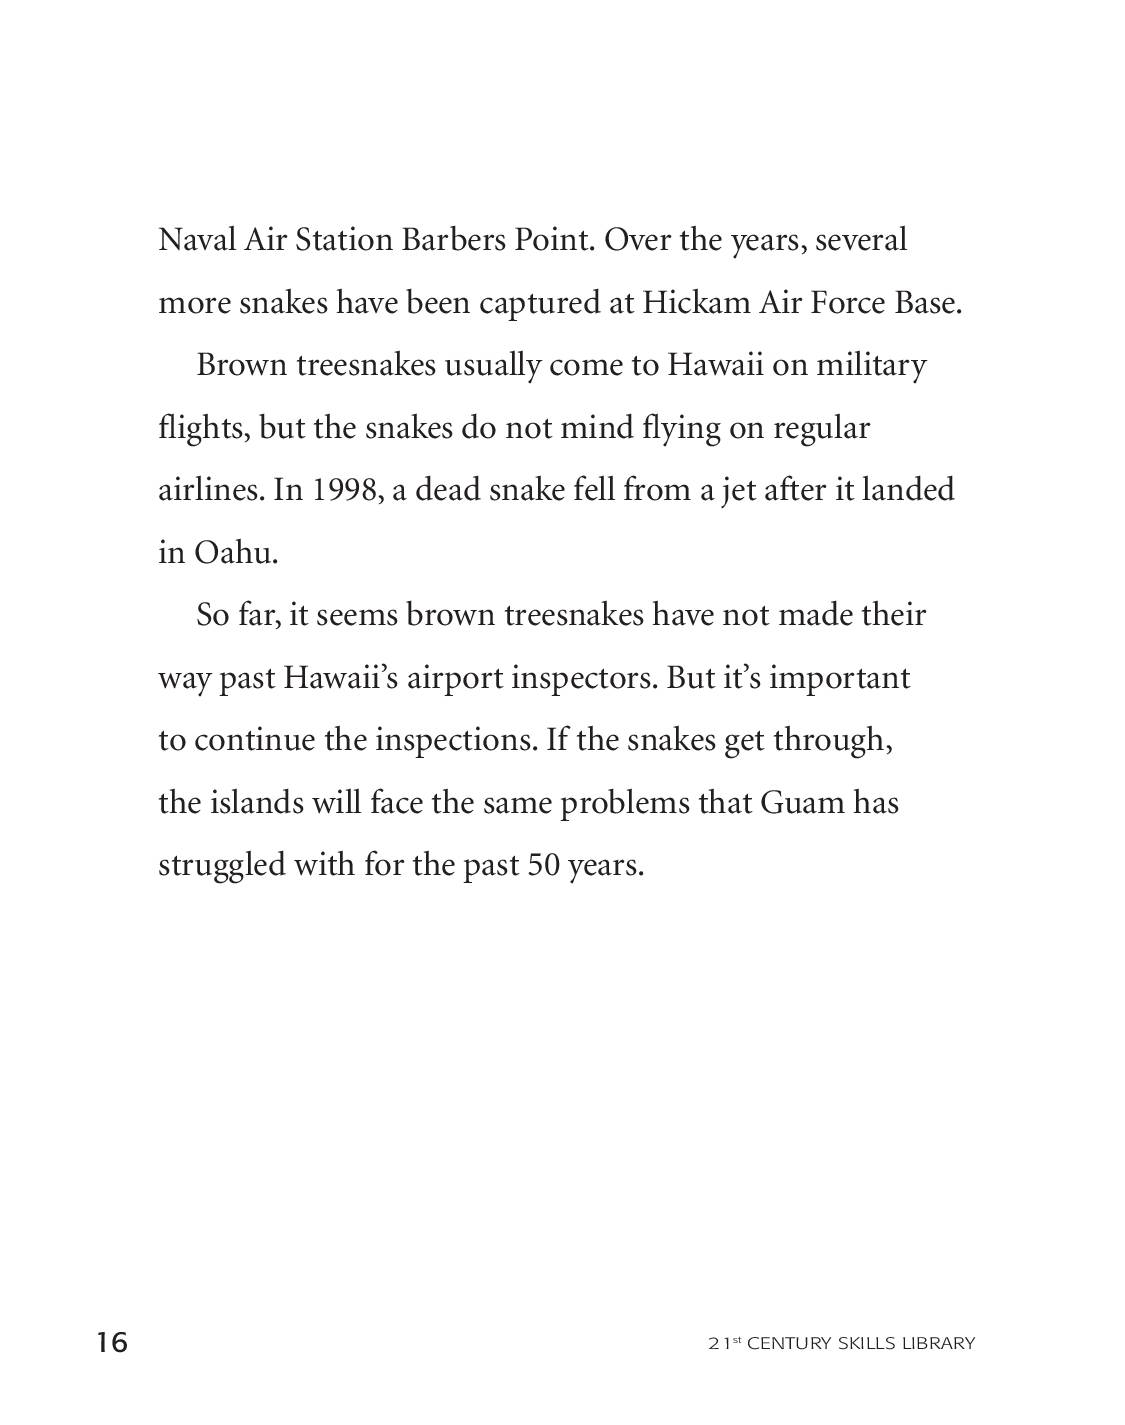 Naval Air Station Barbers Point. Over the years, several
more snakes have been captured at Hickam Air Force Base.
Brown treesnakes usually come to Hawaii on military
flights, but the snakes do not mind flying on regular
airlines. In 1998, a dead snake fell from a jet after it landed
in Oahu.
So far, it seems brown treesnakes have not made their
way past Hawaii’s airport inspectors. But it’s important
to continue the inspections. If the snakes get through,
the islands will face the same problems that Guam has
struggled with for the past 50 years.
16
21st CENTURY SKILLS LIBRARY